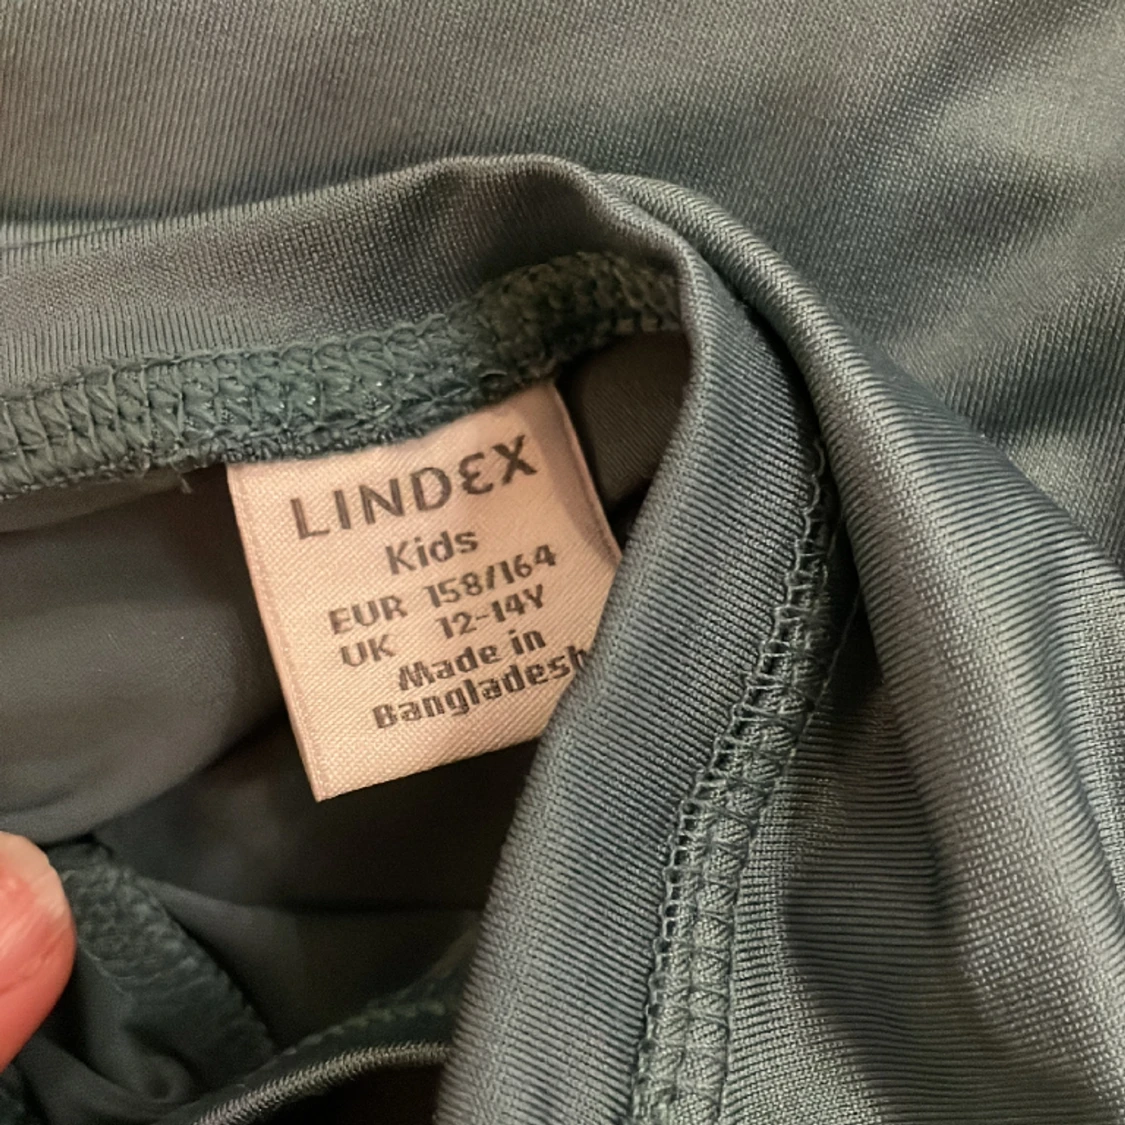 LINDEX
Kids
EUR 158/164
UK 12-14Y
Made in
Bangladesh